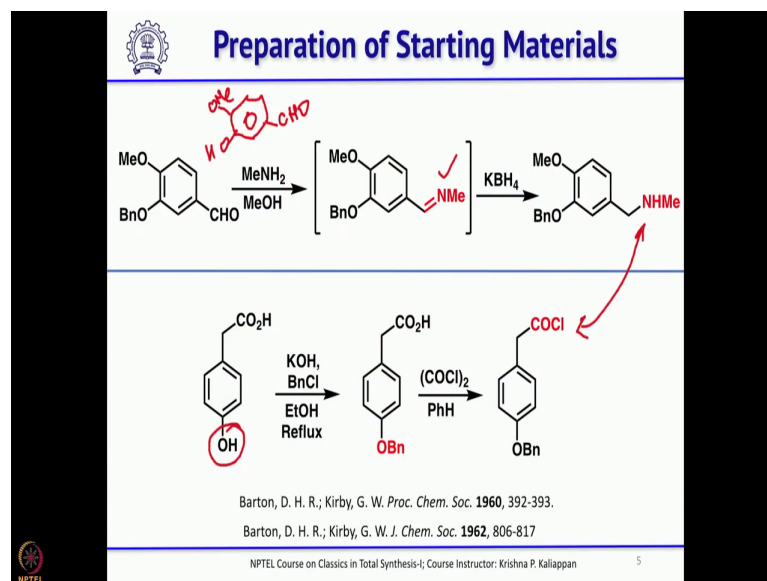 Preparation of Starting Materials
OMe
HO
CHO
MeO
BnO
CHO
MeNH2
MeOH
MeO
BnO
NMe
KBH4
MeO
BnO
NHMe
CO2H
OH
KOH,
BnCl
EtOH
Reflux
CO2H
OBn
(COCl)2
PhH
COCl
OBn
Barton, D. H. R.; Kirby, G. W. Proc. Chem. Soc. 1960, 392-393.
Barton, D. H. R.; Kirby, G. W. J. Chem. Soc. 1962, 806-817
NPTEL Course on Classics in Total Synthesis-I; Course Instructor: Krishna P. Kaliappan
5
NPTEL